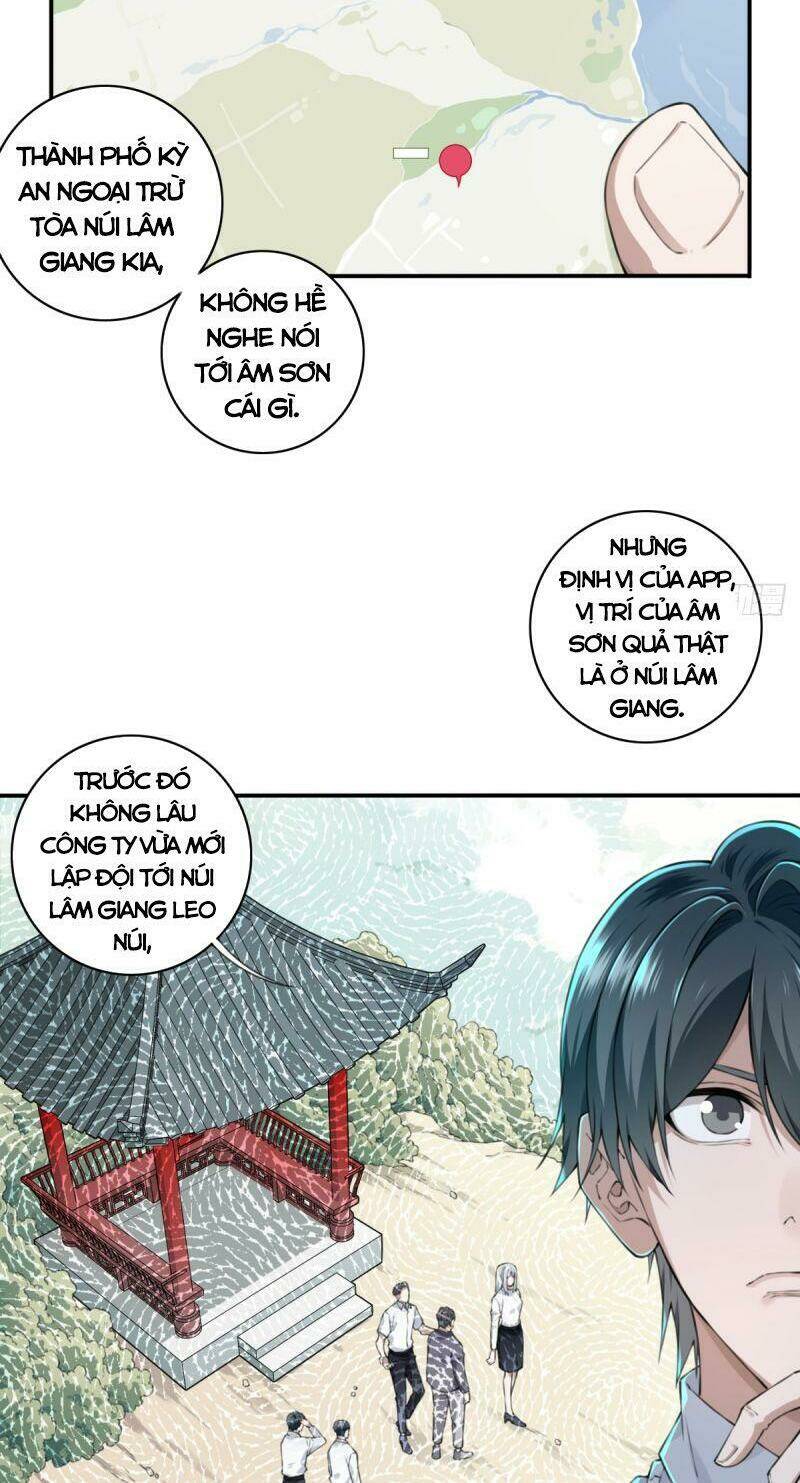 THÀNH PHỐ KỲ
AN NGOẠI TRỪ
TÒA NÚI LÂM
GIANG KIA,
KHÔNG HỀ
NGHE NÓI
TỚI ÂM SƠN
CÁI GÌ.
NHƯNG
ĐỊNH VỊ CỦA APP,
VỊ TRÍ CỦA ÂM
SƠN QUẢ THẬT
LÀ Ở NÚI LÂM
GIANG.
TRƯỚC ĐÓ
KHÔNG LÂU
CÔNG TY VỪA MỚI
LẬP ĐỘI TỚI NÚI
LÂM GIANG LEO
NÚI,